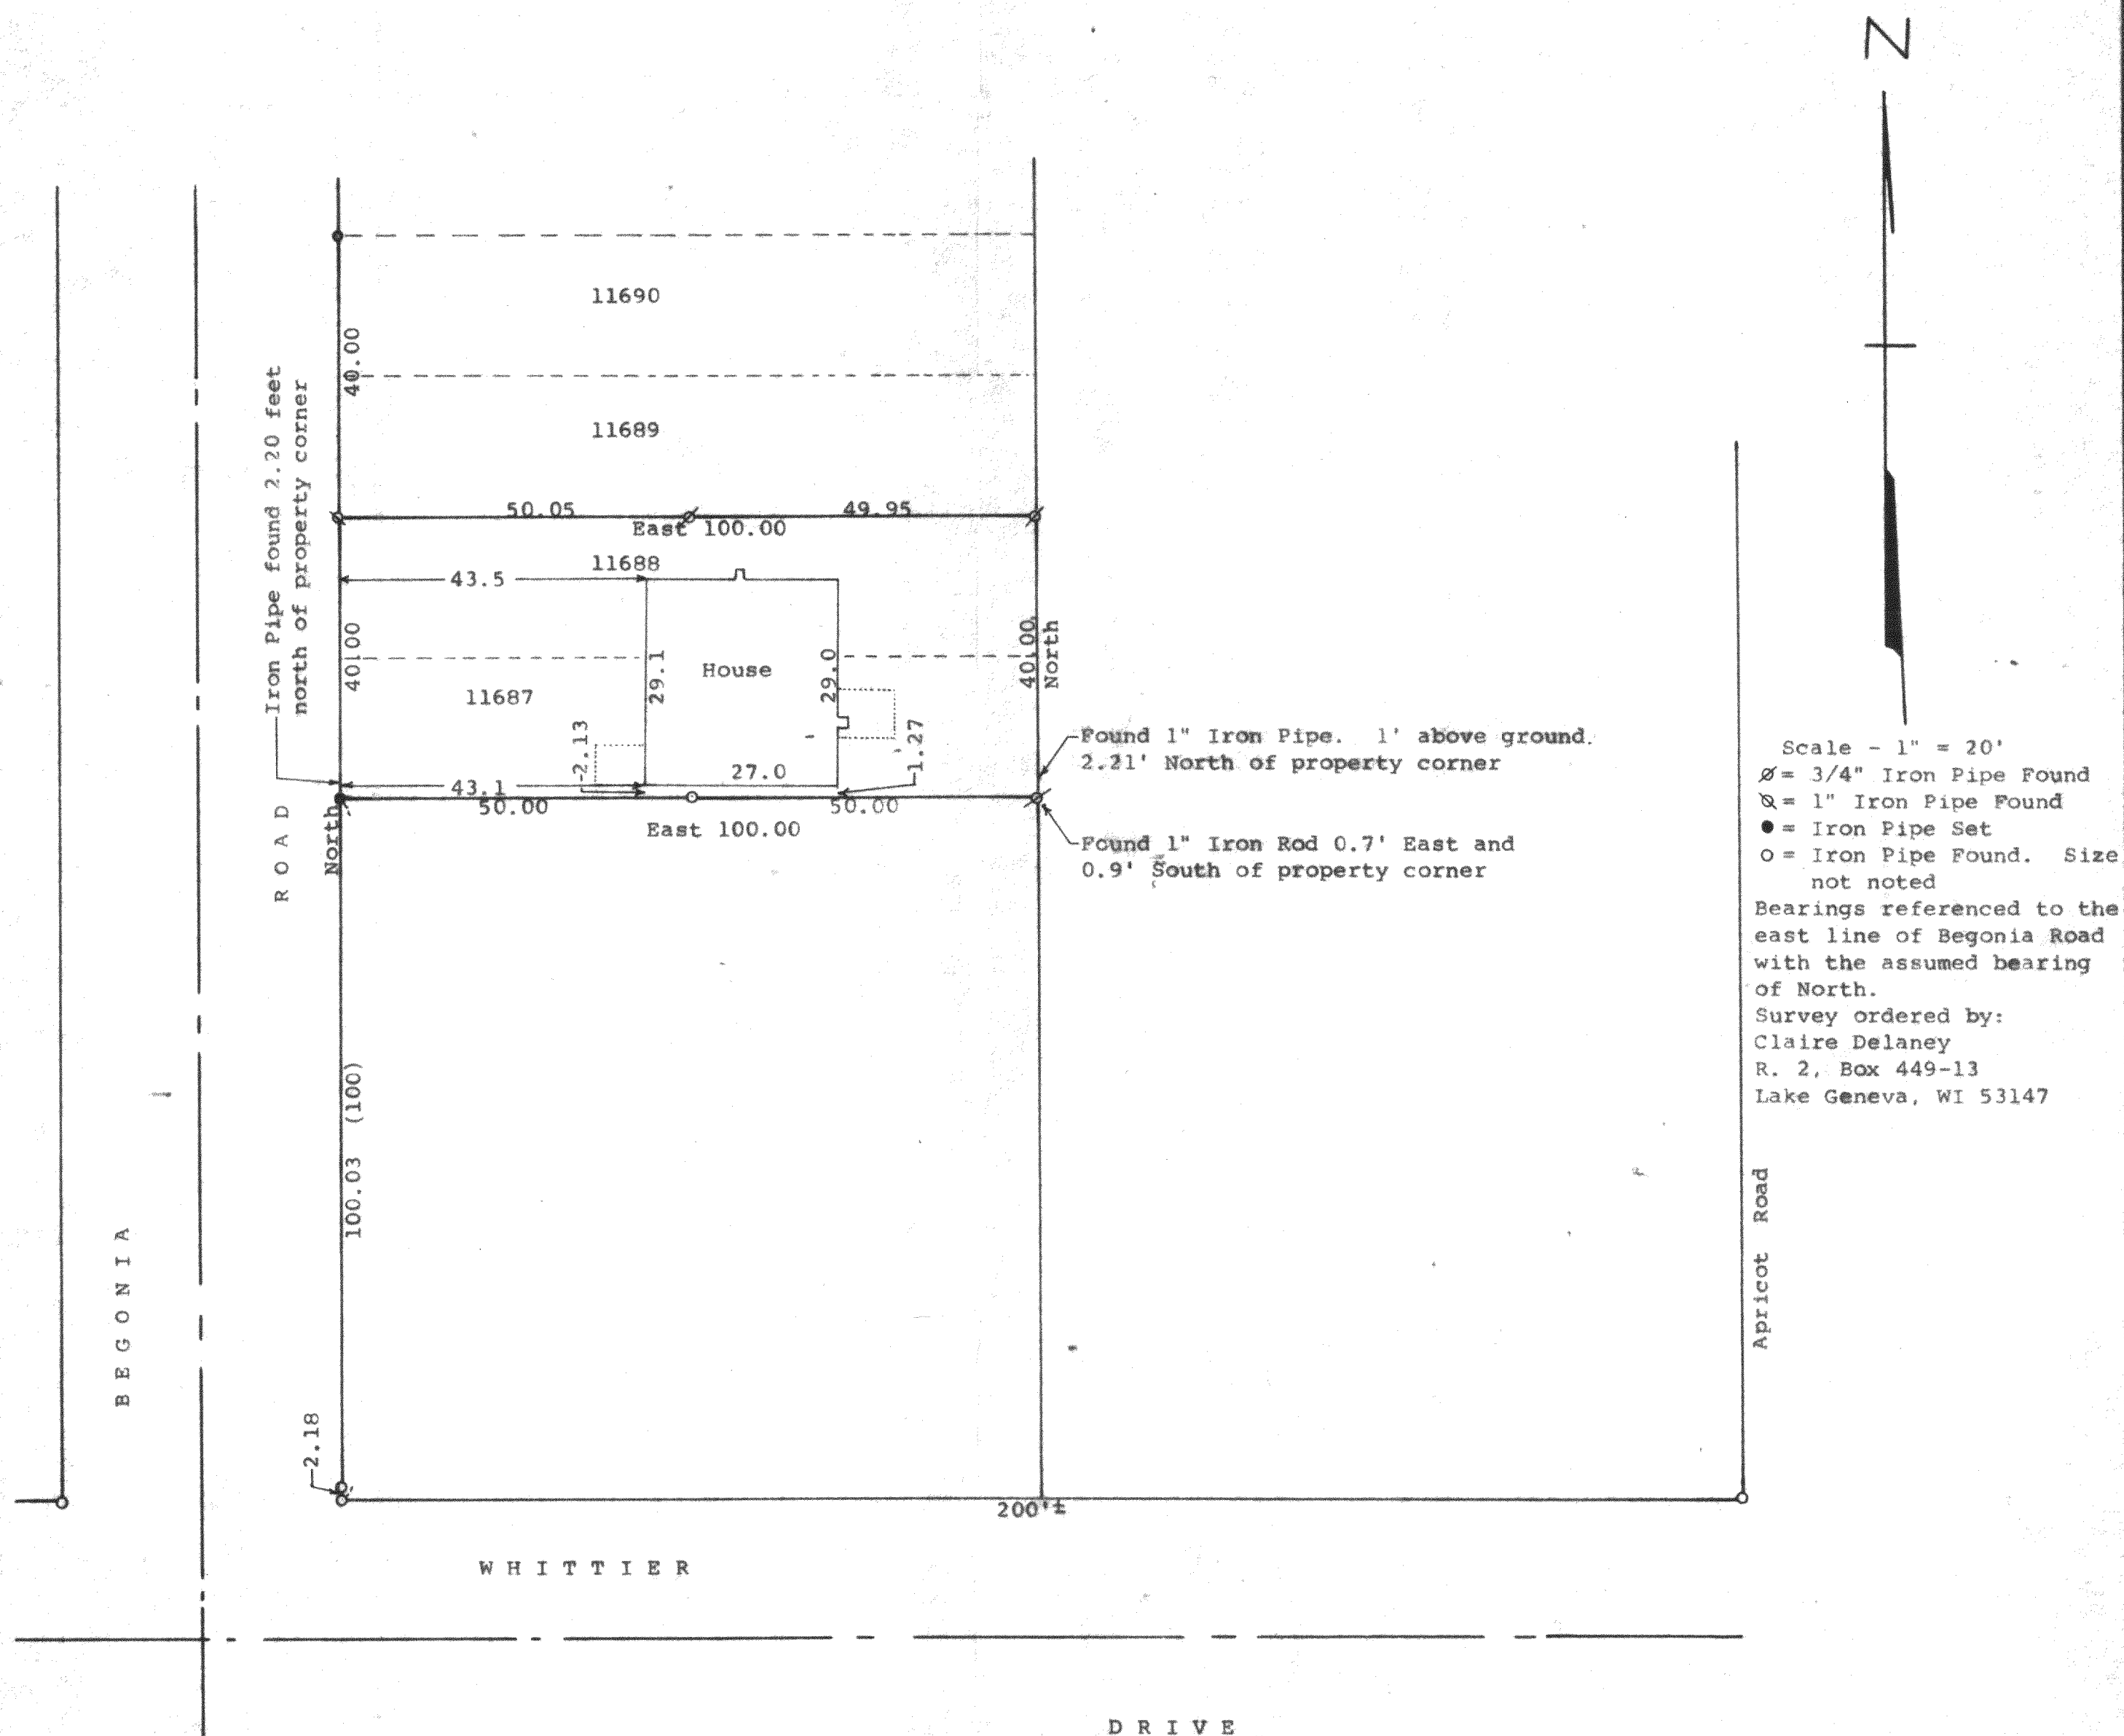 N
11690
40.00
11689
Iron Pipe found 2.20 feet
north of property corner
50.05
49.95
East 100.00
11688
43.5
40.00
29.1
House
29.0
40.00
North
11687
2.13
1.27
27.0
43.1
50.00
50.00
East 100.00
North
Found 1" Iron Pipe. 1' above ground.
2.21' North of property corner
Found 1" Iron Rod 0.7' East and
0.9' South of property corner
Scale - 1" = 20'
Ø = 3/4" Iron Pipe Found
= 1" Iron Pipe Found
● = Iron Pipe Set
○ = Iron Pipe Found. Size
not noted
Bearings referenced to the
east line of Begonia Road
with the assumed bearing
of North.
Survey ordered by:
Claire Delaney
R. 2, Box 449-13
Lake Geneva, WI 53147
BEGONIA
ROAD
100.03 (100)
Apricot Road
2.18
200'±
WHITTIER
DRIVE